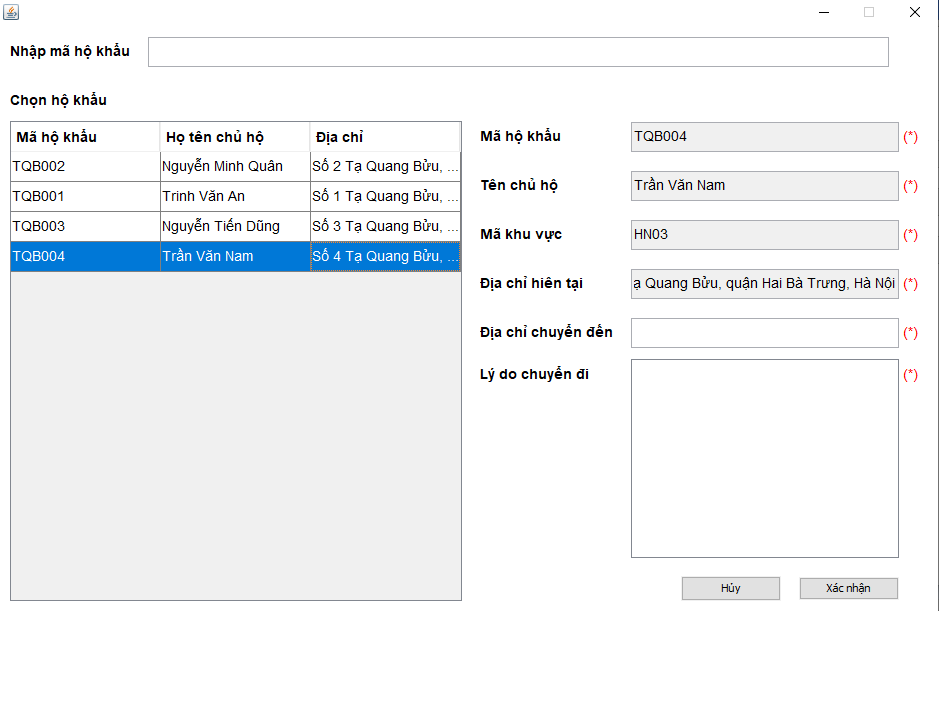 Nhập mã hộ khẩu
Chọn hộ khẩu
Mã hộ khẩu Họ tên chủ hộ Địa chỉ
TQB002 Nguyễn Minh Quân Số 2 Tạ Quang Bửu, ...
TQB001 Trinh Văn An Số 1 Tạ Quang Bửu, ...
TQB003 Nguyễn Tiến Dũng Số 3 Tạ Quang Bửu, ...
TQB004 Trần Văn Nam Số 4 Tạ Quang Bửu, ...
Mã hộ khẩu TQB004 (*)
Tên chủ hộ Trần Văn Nam (*)
Mã khu vực HN03 (*)
Địa chỉ hiện tại ạ Quang Bửu, quận Hai Bà Trưng, Hà Nội (*)
Địa chỉ chuyển đến (*)
Lý do chuyển đi (*)
Hủy Xác nhận